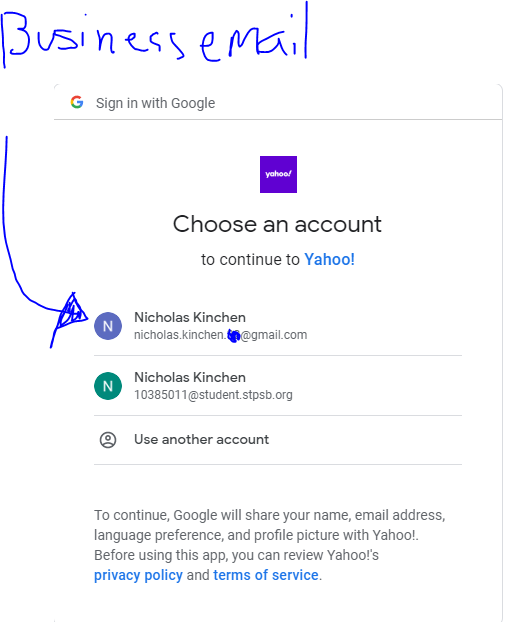 Business email
Sign in with Google
yahoo!
Choose an account
to continue to Yahoo!
N
Nicholas Kinchen
nicholas.kinchen.@gmail.com
N
Nicholas Kinchen
10385011@student.stpsb.org
Use another account
To continue, Google will share your name, email address,
language preference, and profile picture with Yahoo!.
Before using this app, you can review Yahoo!'s
privacy policy and terms of service.